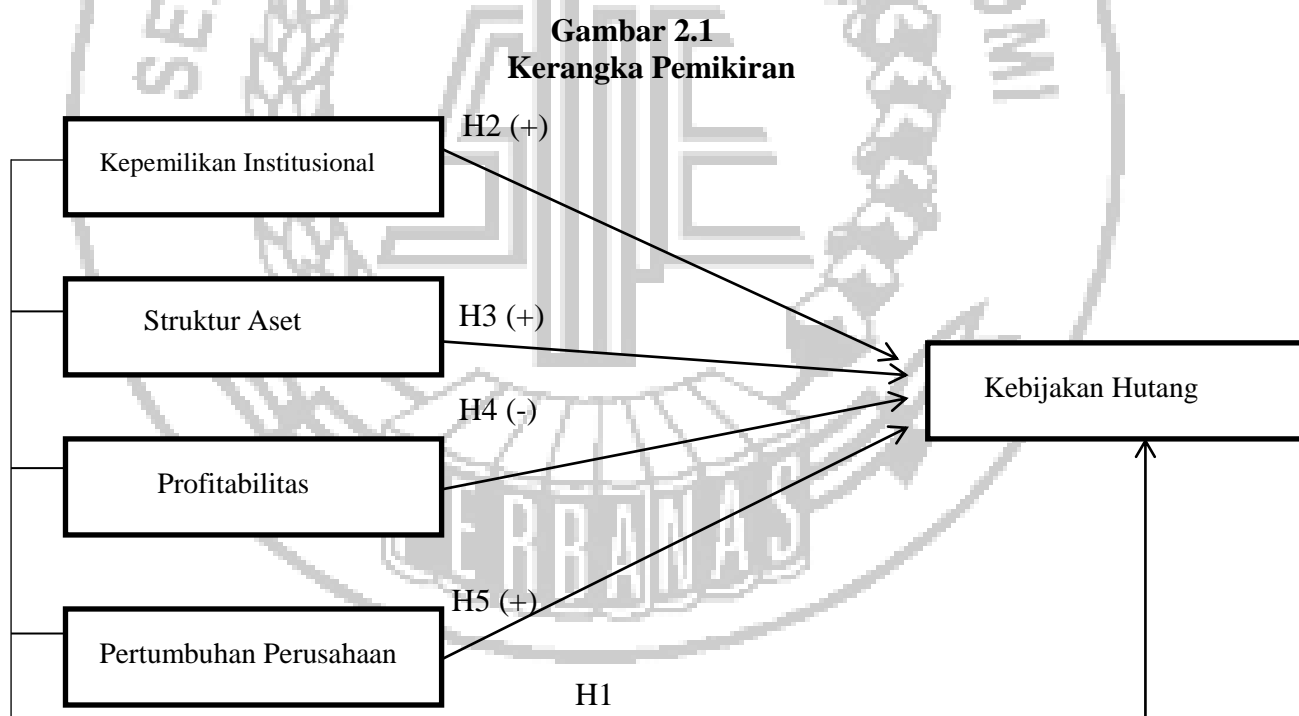 Gambar 2.1
Kerangka Pemikiran
H2 (+)
Kepemilikan Institusional
H3 (+)
Struktur Aset
Kebijakan Hutang
H4 (-)
Profitabilitas
PERBANAS
H5 (+)
Pertumbuhan Perusahaan
H1